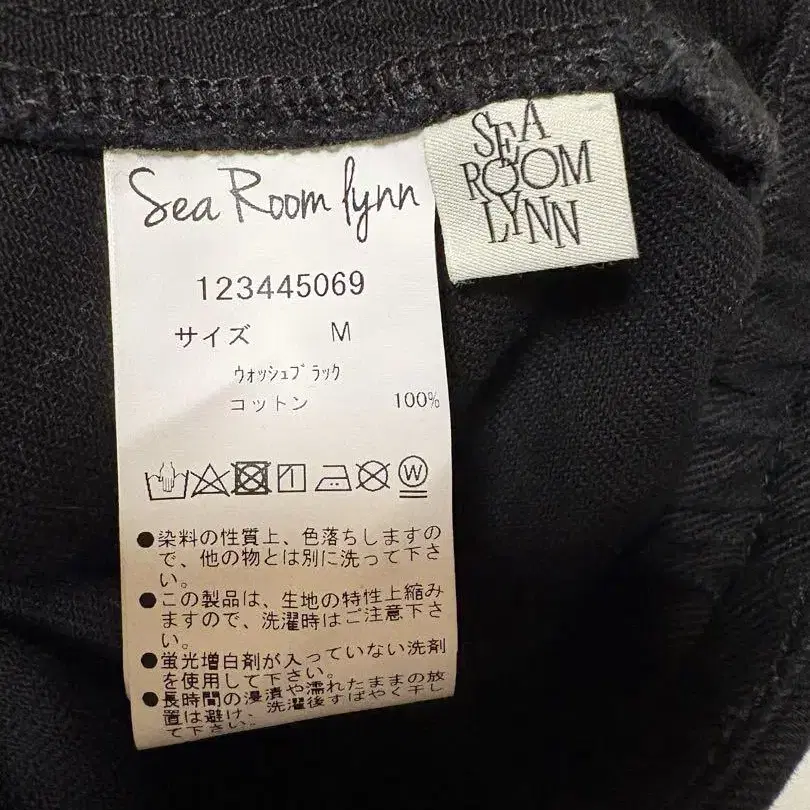 Sea Room lynn
SEA
ROOM
LYNN
123445069
サイズ M
ｳｫｯｼｭﾌﾞﾗｯｸ
コットン 100%
W
●染料の性質上、色落ちしますの
で、他の物とは別に洗って下さ
い。
●この製品は、生地の特性上縮み
ますので、洗濯時はご注意下さ
い。
●蛍光増白剤が入っていない洗剤
を使用して下さい。
●長時間の浸漬や濡れたままの放
置は避け、洗濯後すばやく干し
て下さい。